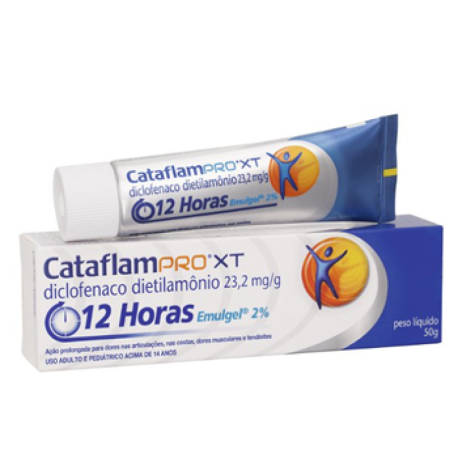 CataflamPRO XT
diclofenaco dietilamônio 23,2 mg/g
12 Horas Emulgel® 2%
CataflamPRO XT
diclofenaco dietilamônio 23,2 mg/g
12 Horas Emulgel® 2%
Ação prolongada para dores nas articulações, nas costas, dores musculares e tendinites
USO ADULTO E PEDIÁTRICO ACIMA DE 14 ANOS
peso líquido
50g